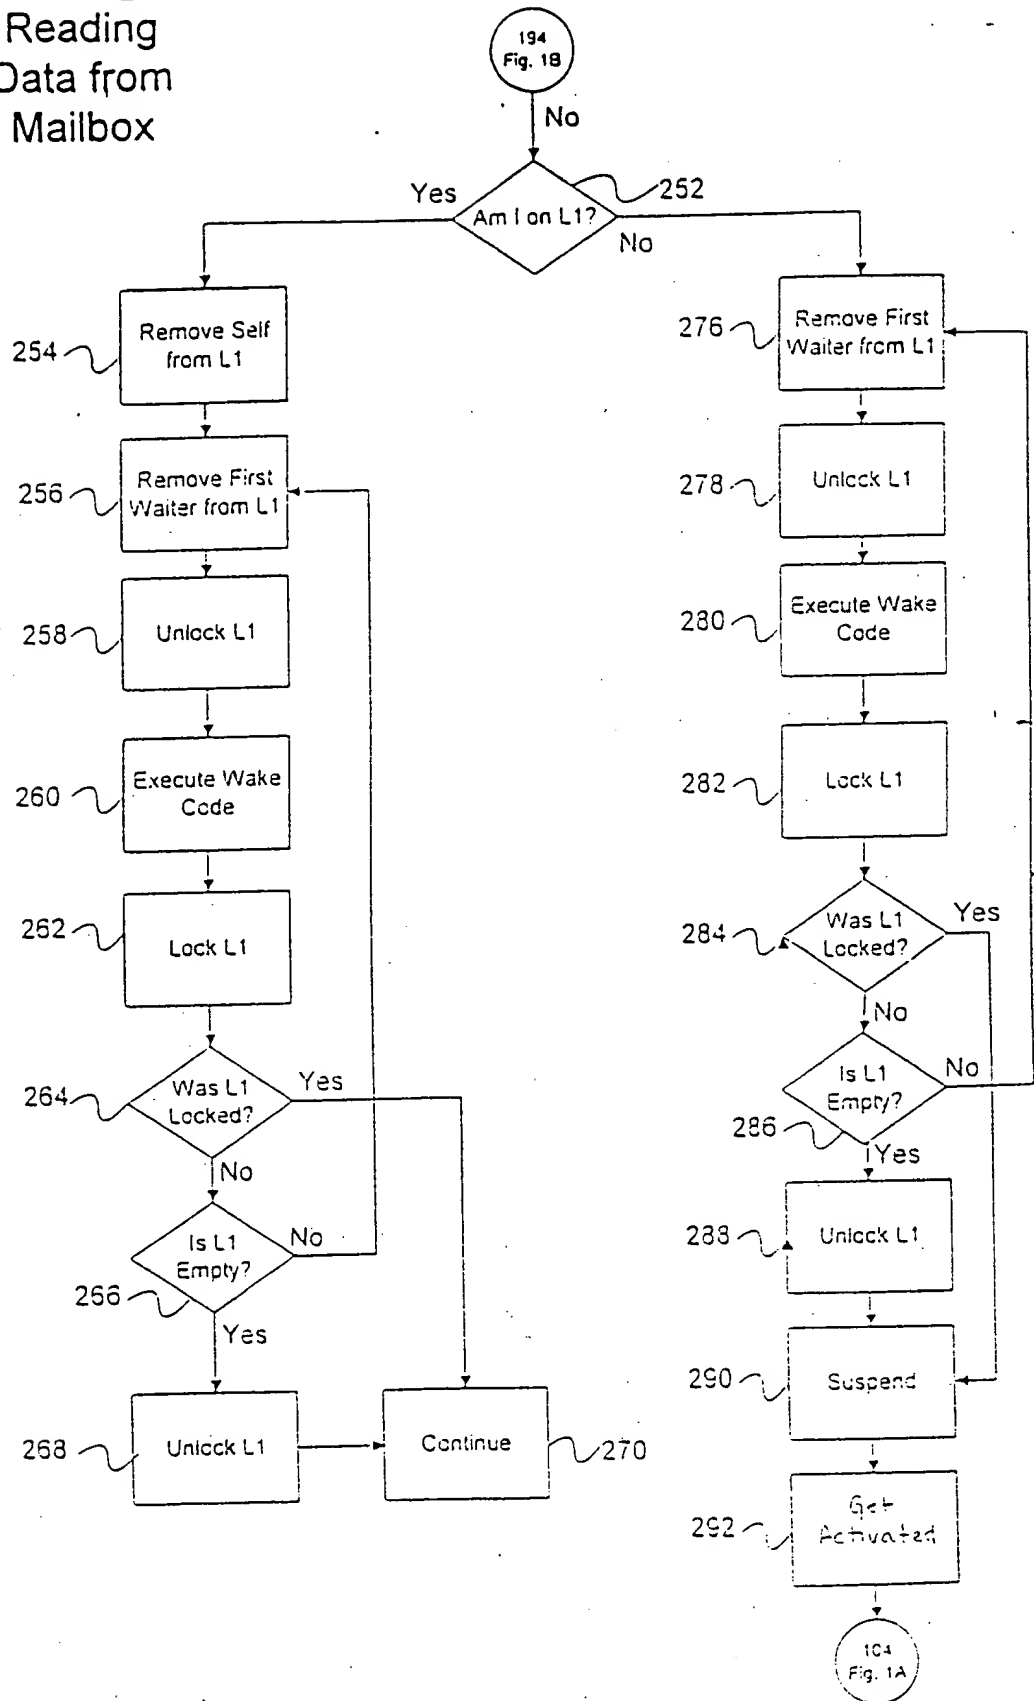 Reading
Data from
Mailbox
194
Fig. 1B
No
Yes
252
Am I on L1?
No
254
Remove Self
from L1
256
Remove First
Waiter from L1
258
Unlock L1
260
Execute Wake
Code
262
Lock L1
264
Was L1
Locked?
Yes
No
Is L1
Empty?
No
266
Yes
268
Unlock L1
Continue
270
276
Remove First
Waiter from L1
278
Unlock L1
280
Execute Wake
Code
282
Lock L1
284
Was L1
Locked?
Yes
No
Is L1
Empty?
No
286
Yes
288
Unlock L1
290
Suspend
292
Get
Activated
104
Fig. 1A